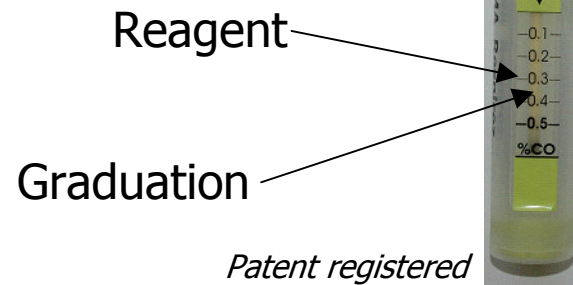 Reagent
Graduation
Patent registered
–0.1–
–0.2–
–0.3–
–0.4–
–0.5–
%CO